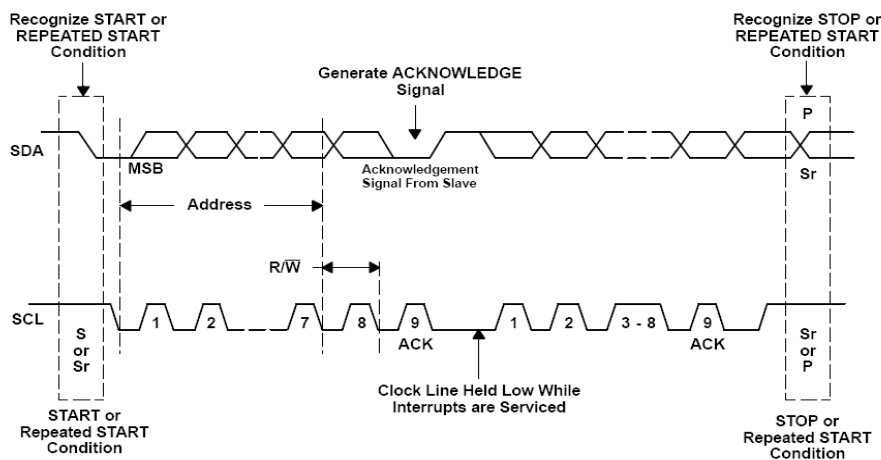 Recognize START or
REPEATED START
Condition
Recognize STOP or
REPEATED START
Condition
Generate ACKNOWLEDGE
Signal
P
SDA
MSB
Acknowledgement
Signal From Slave
Sr
Address
R/W̅
SCL
1
2
7
8
9
1
2
3 - 8
9
ACK
ACK
S
or
Sr
Sr
or
P
Clock Line Held Low While
Interrupts are Serviced
START or
Repeated START
Condition
STOP or
Repeated START
Condition